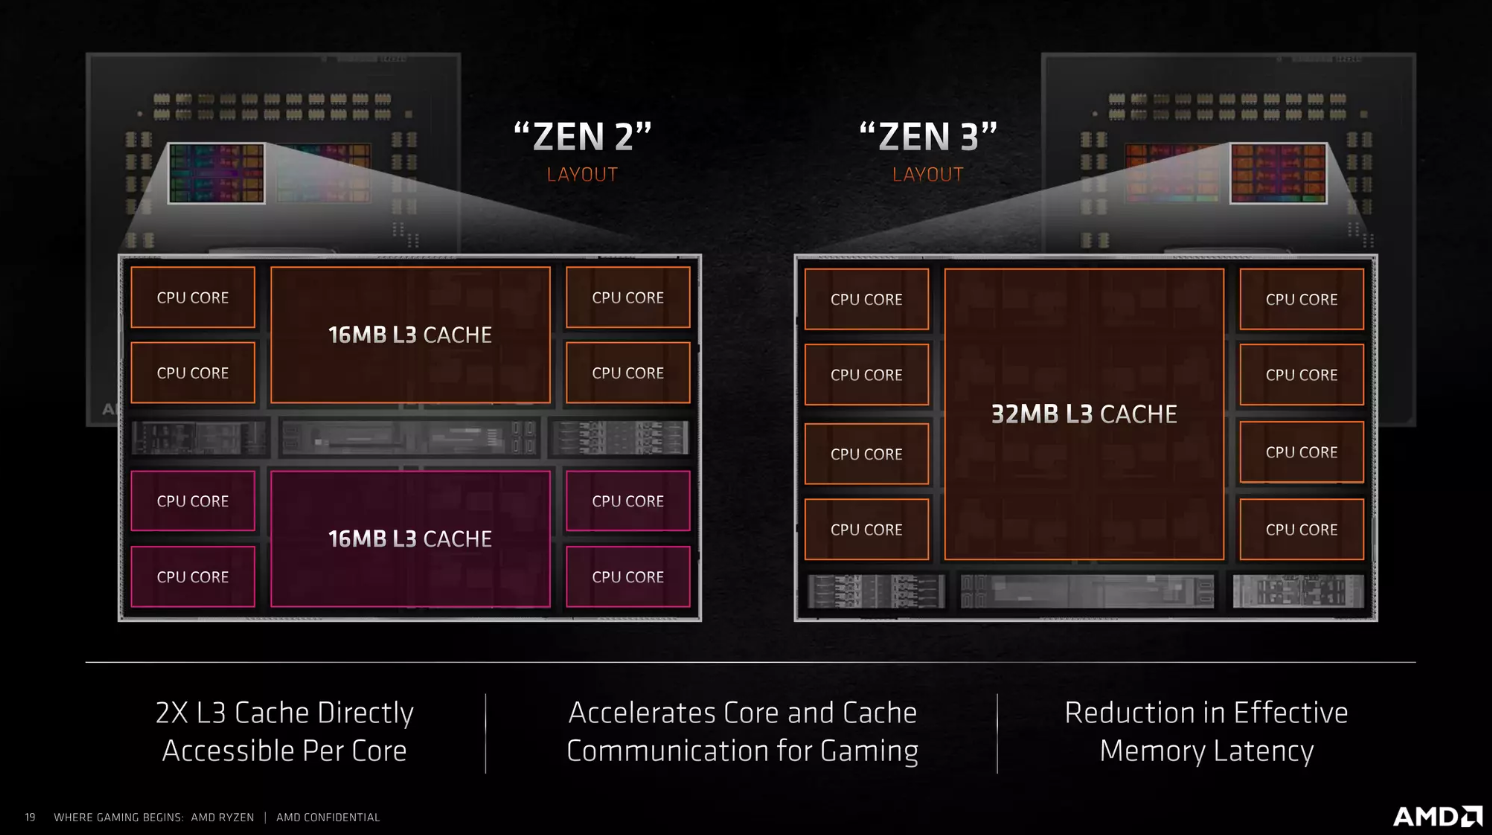 “ZEN 2”
LAYOUT
“ZEN 3”
LAYOUT
CPU CORE
16MB L3 CACHE
CPU CORE
CPU CORE
CPU CORE
CPU CORE
16MB L3 CACHE
CPU CORE
CPU CORE
CPU CORE
CPU CORE
32MB L3 CACHE
CPU CORE
CPU CORE
CPU CORE
CPU CORE
CPU CORE
CPU CORE
CPU CORE
2X L3 Cache Directly
Accessible Per Core
Accelerates Core and Cache
Communication for Gaming
Reduction in Effective
Memory Latency
19 WHERE GAMING BEGINS: AMD RYZEN | AMD CONFIDENTIAL
AMD